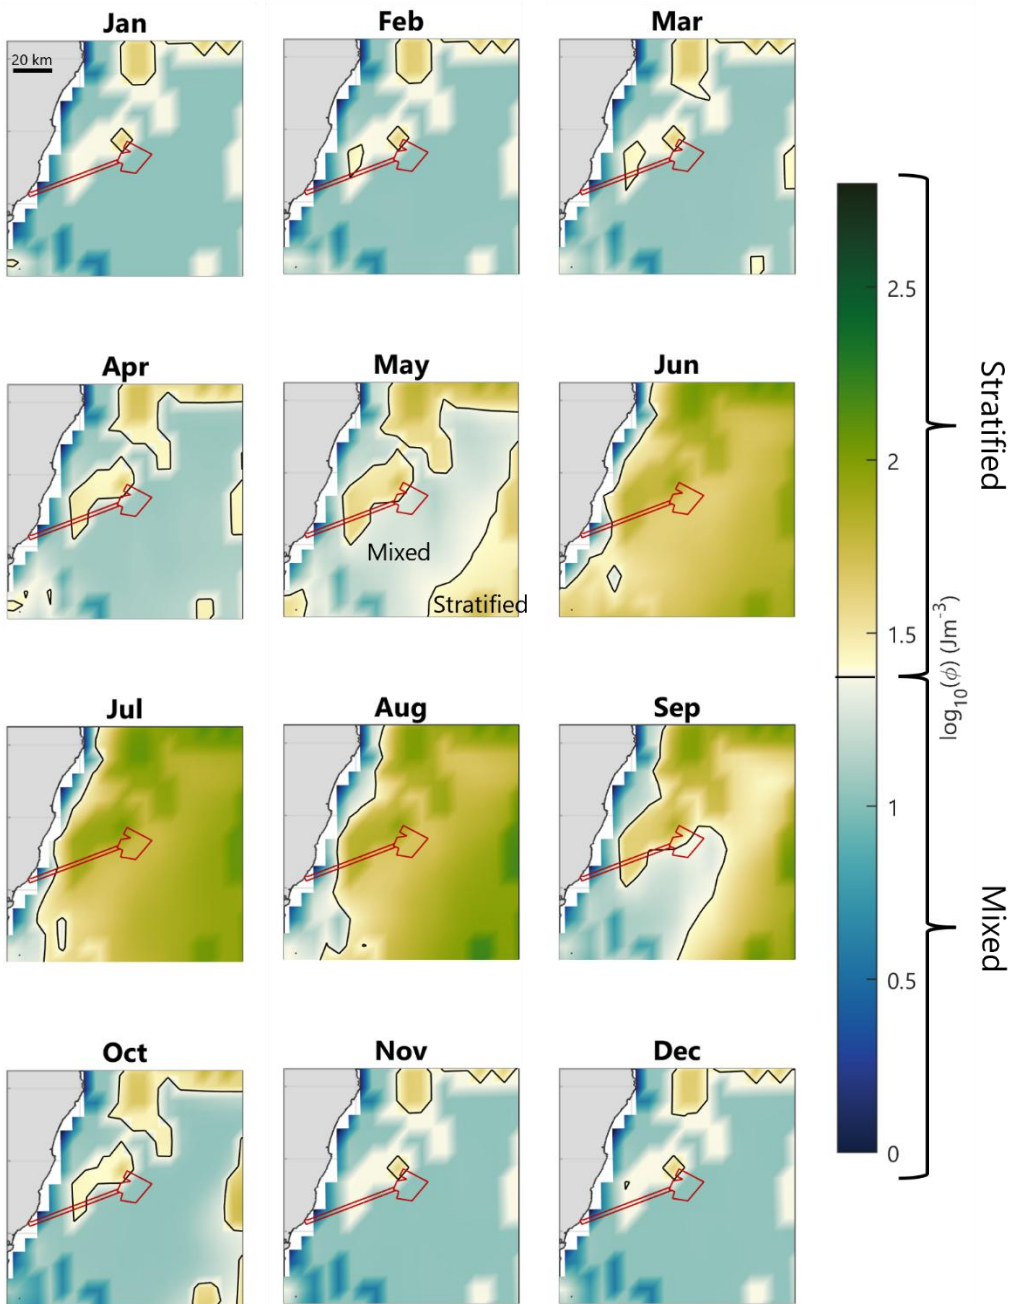 Jan
Feb
Mar
20 km
Apr
May
Jun
Mixed
Stratified
Jul
Aug
Sep
Oct
Nov
Dec
2.5
2
1.5
1
0.5
0
log₁₀(ϕ) (Jm⁻³)
Stratified
Mixed